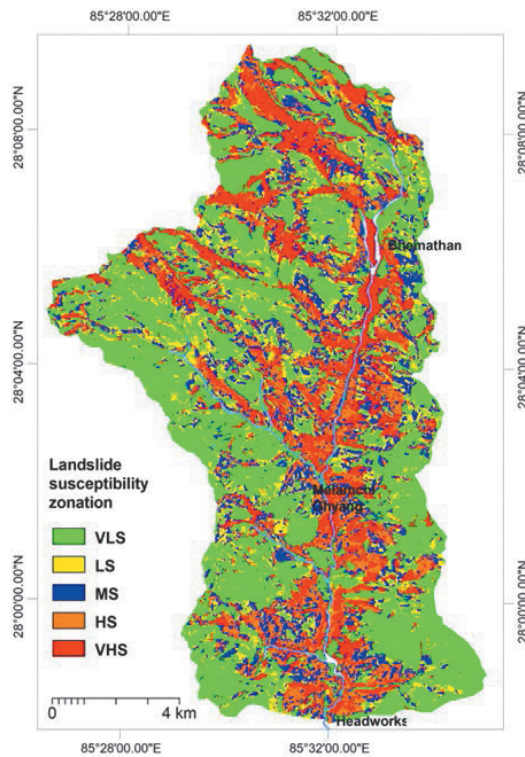 85°28'00.00"E
85°32'00.00"E
28°08'00.00"N
28°08'00.00"N
Bhemathan
28°04'00.00"N
28°04'00.00"N
Landslide
susceptibility
zonation
Melamchi
Ghyang
VLS
LS
MS
HS
VHS
28°00'00.00"N
28°00'00.00"N
0
4 km
Headworks
85°28'00.00"E
85°32'00.00"E